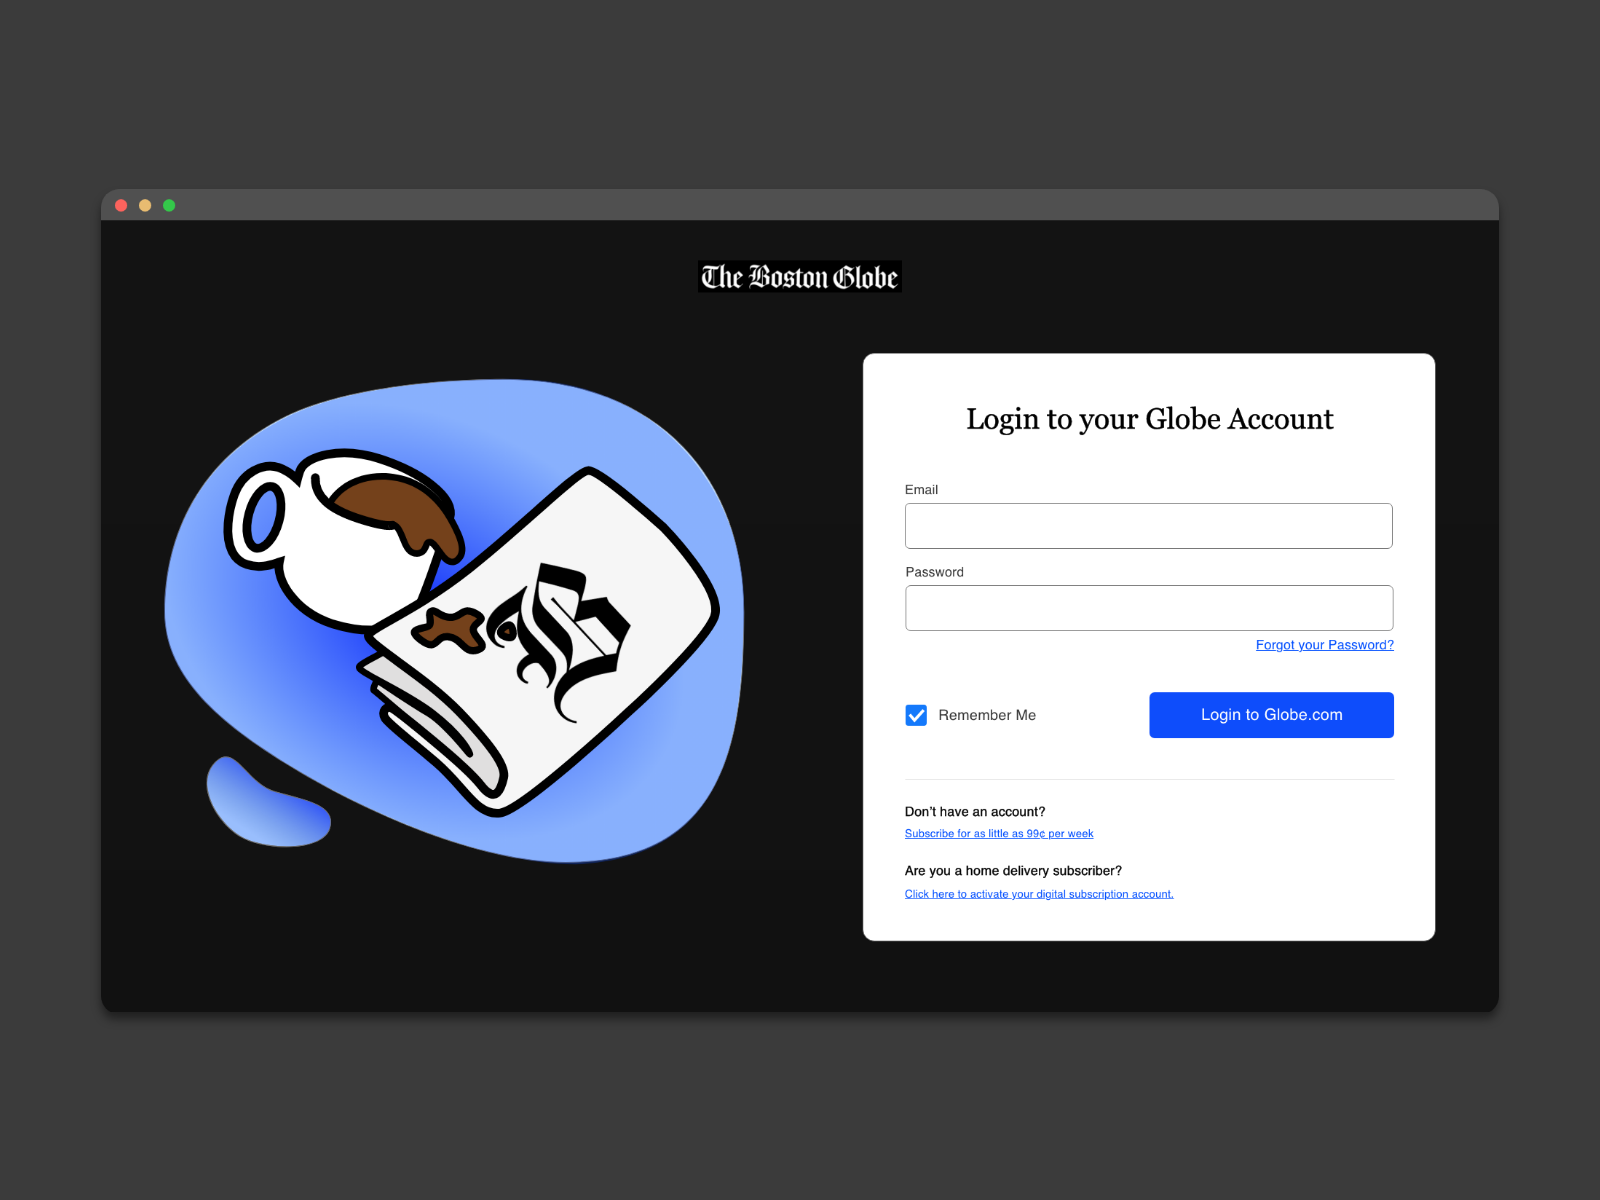 The Boston Globe
B
Login to your Globe Account
Email
Password
Forgot your Password?
Remember Me
Login to Globe.com
Don't have an account?
Subscribe for as little as 99¢ per week
Are you a home delivery subscriber?
Click here to activate your digital subscription account.